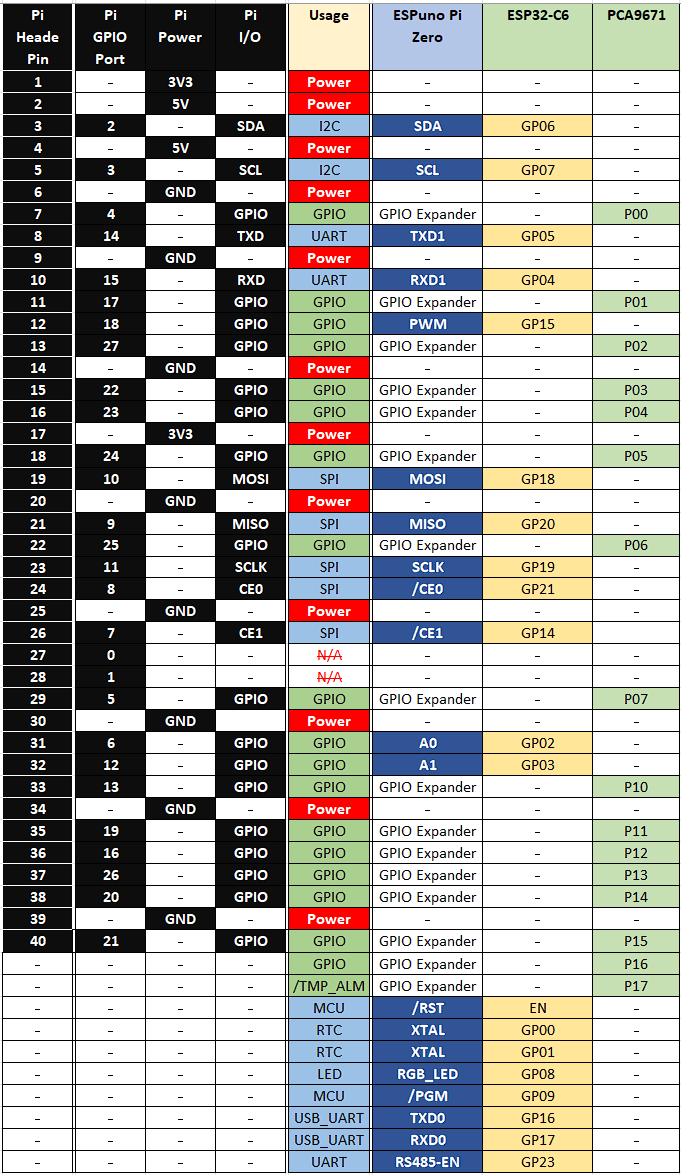 Pi Heade Pin | Pi GPIO Port | Pi Power | Pi I/O | Usage | ESPuno Pi Zero | ESP32-C6 | PCA9671
1 | – | 3V3 | – | Power | – | – | –
2 | – | 5V | – | Power | – | – | –
3 | 2 | – | SDA | I2C | SDA | GP06 | –
4 | – | 5V | – | Power | – | – | –
5 | 3 | – | SCL | I2C | SCL | GP07 | –
6 | – | GND | – | Power | – | – | –
7 | 4 | – | GPIO | GPIO | GPIO Expander | – | P00
8 | 14 | – | TXD | UART | TXD1 | GP05 | –
9 | – | GND | – | Power | – | – | –
10 | 15 | – | RXD | UART | RXD1 | GP04 | –
11 | 17 | – | GPIO | GPIO | GPIO Expander | – | P01
12 | 18 | – | GPIO | GPIO | PWM | GP15 | –
13 | 27 | – | GPIO | GPIO | GPIO Expander | – | P02
14 | – | GND | – | Power | – | – | –
15 | 22 | – | GPIO | GPIO | GPIO Expander | – | P03
16 | 23 | – | GPIO | GPIO | GPIO Expander | – | P04
17 | – | 3V3 | – | Power | – | – | –
18 | 24 | – | GPIO | GPIO | GPIO Expander | – | P05
19 | 10 | – | MOSI | SPI | MOSI | GP18 | –
20 | – | GND | – | Power | – | – | –
21 | 9 | – | MISO | SPI | MISO | GP20 | –
22 | 25 | – | GPIO | GPIO | GPIO Expander | – | P06
23 | 11 | – | SCLK | SPI | SCLK | GP19 | –
24 | 8 | – | CE0 | SPI | /CE0 | GP21 | –
25 | – | GND | – | Power | – | – | –
26 | 7 | – | CE1 | SPI | /CE1 | GP14 | –
27 | 0 | – | – | N/A | – | – | –
28 | 1 | – | – | N/A | – | – | –
29 | 5 | – | GPIO | GPIO | GPIO Expander | – | P07
30 | – | GND | | Power | – | – | –
31 | 6 | – | GPIO | GPIO | A0 | GP02 | –
32 | 12 | – | GPIO | GPIO | A1 | GP03 | –
33 | 13 | – | GPIO | GPIO | GPIO Expander | – | P10
34 | – | GND | – | Power | – | – | –
35 | 19 | – | GPIO | GPIO | GPIO Expander | – | P11
36 | 16 | – | GPIO | GPIO | GPIO Expander | – | P12
37 | 26 | – | GPIO | GPIO | GPIO Expander | – | P13
38 | 20 | – | GPIO | GPIO | GPIO Expander | – | P14
39 | – | GND | – | Power | – | – | –
40 | 21 | – | GPIO | GPIO | GPIO Expander | – | P15
– | – | – | – | GPIO | GPIO Expander | – | P16
– | – | – | – | /TMP_ALM | GPIO Expander | – | P17
– | – | – | – | MCU | /RST | EN | –
– | – | – | – | RTC | XTAL | GP00 | –
– | – | – | – | RTC | XTAL | GP01 | –
– | – | – | – | LED | RGB_LED | GP08 | –
– | – | – | – | MCU | /PGM | GP09 | –
– | – | – | – | USB_UART | TXD0 | GP16 | –
– | – | – | – | USB_UART | RXD0 | GP17 | –
– | – | – | – | UART | RS485-EN | GP23 | –